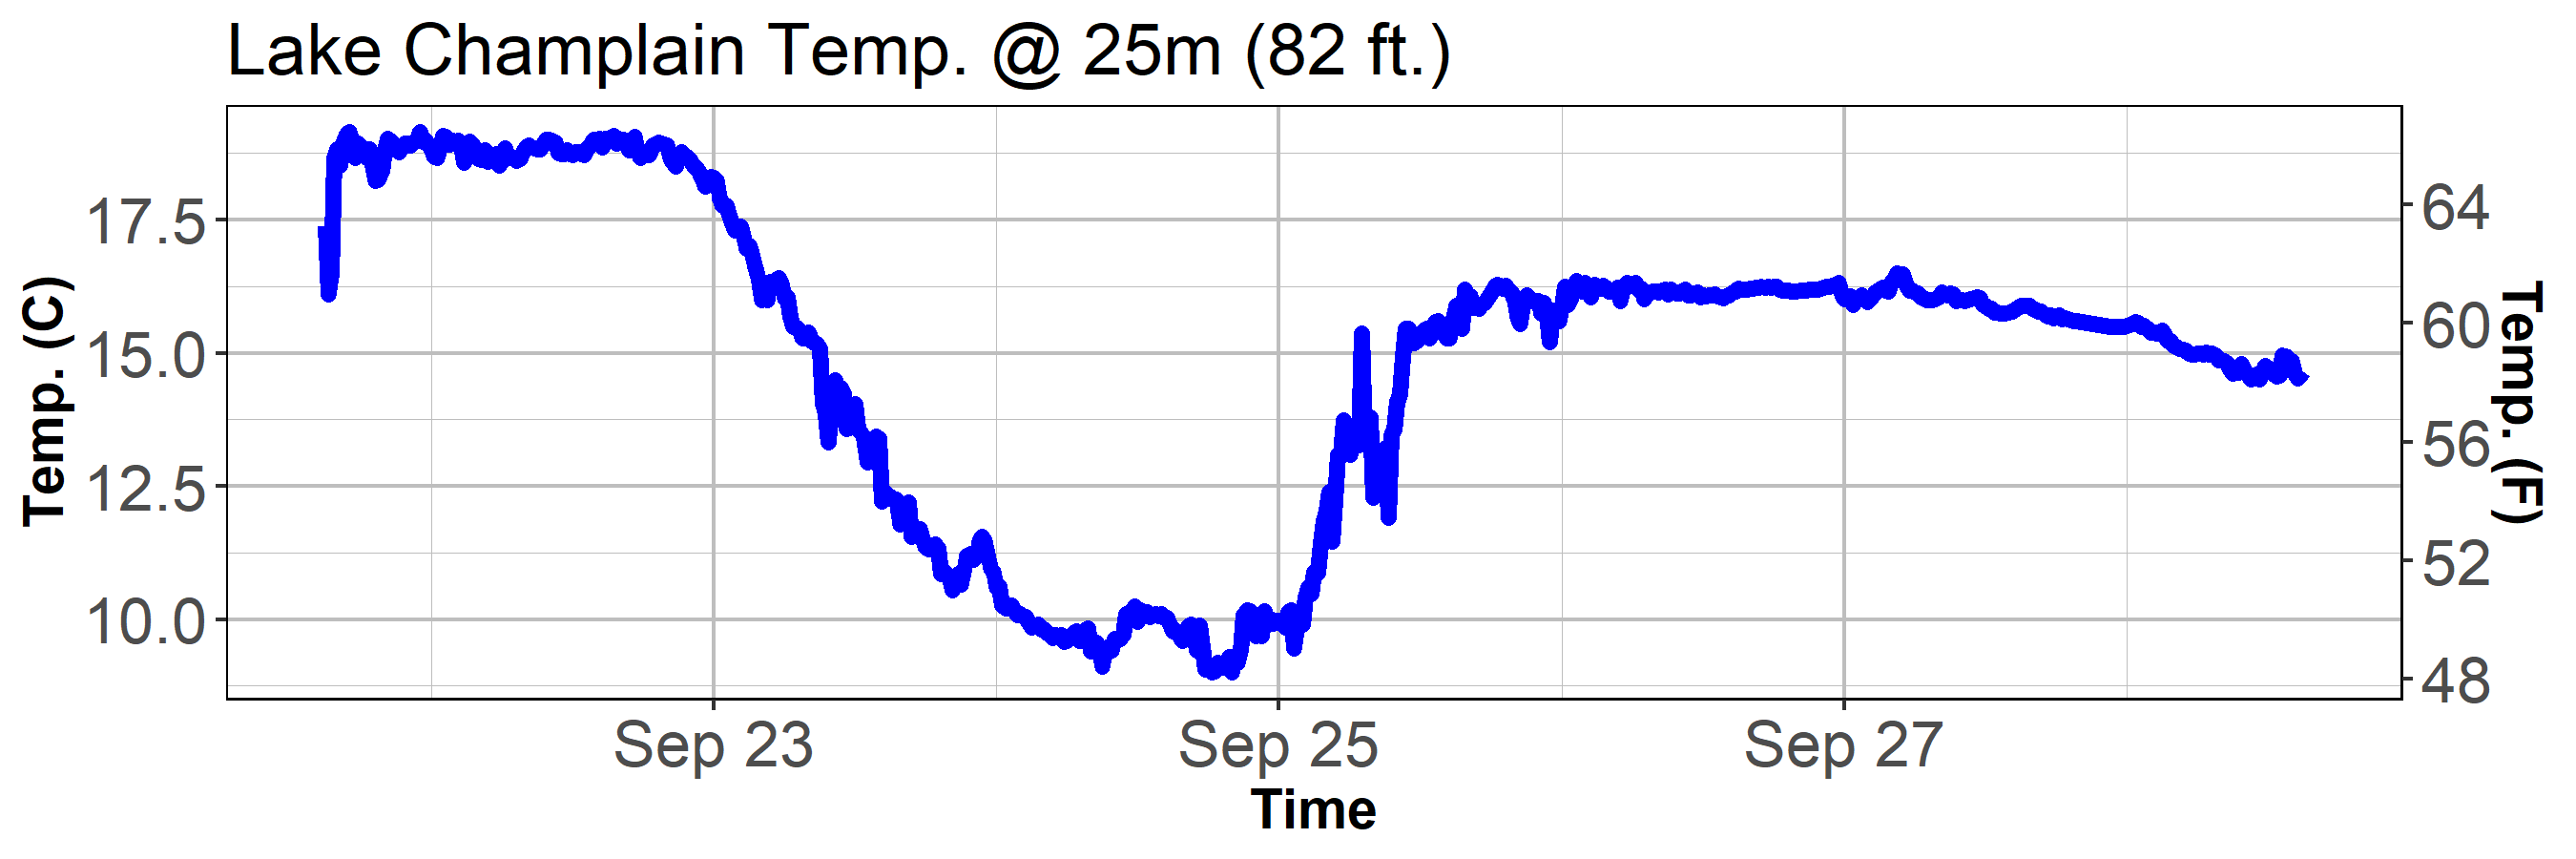 Lake Champlain Temp. @ 25m (82 ft.)
Temp. (C)
17.5
15.0
12.5
10.0
64
60
56
52
48
Temp. (F)
Sep 23 Sep 25 Sep 27
Time